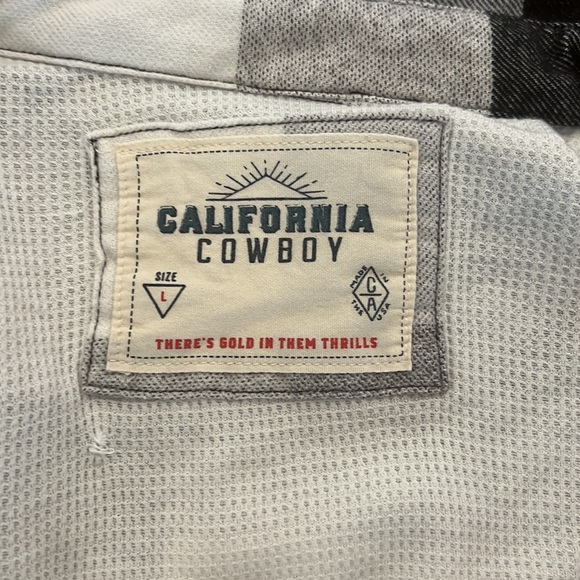 CALIFORNIA
COWBOY
SIZE
L
MADE IN
CA
THE USA
THERE'S GOLD IN THEM THRILLS